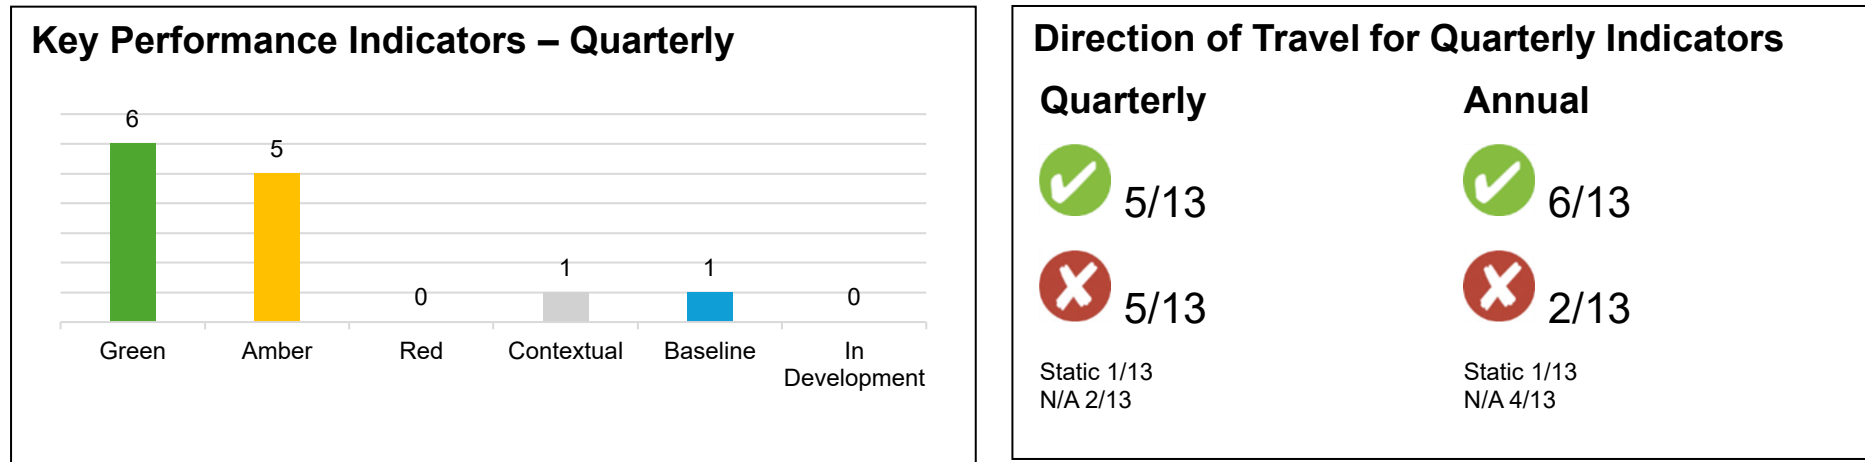 Key Performance Indicators – Quarterly
6
5
0
1
1
0
Green
Amber
Red
Contextual
Baseline
In
Development
Direction of Travel for Quarterly Indicators
Quarterly
5/13
5/13
Static 1/13
N/A 2/13
Annual
6/13
2/13
Static 1/13
N/A 4/13